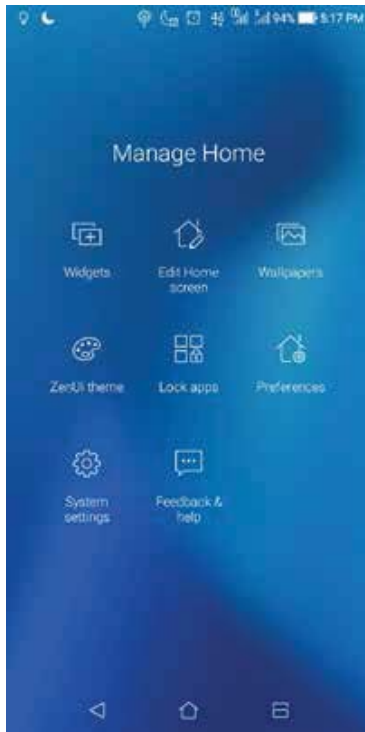 94% 5:17 PM
Manage Home
Widgets
Edit Home
screen
Wallpapers
ZenUI theme
Lock apps
Preferences
System
settings
Feedback &
help